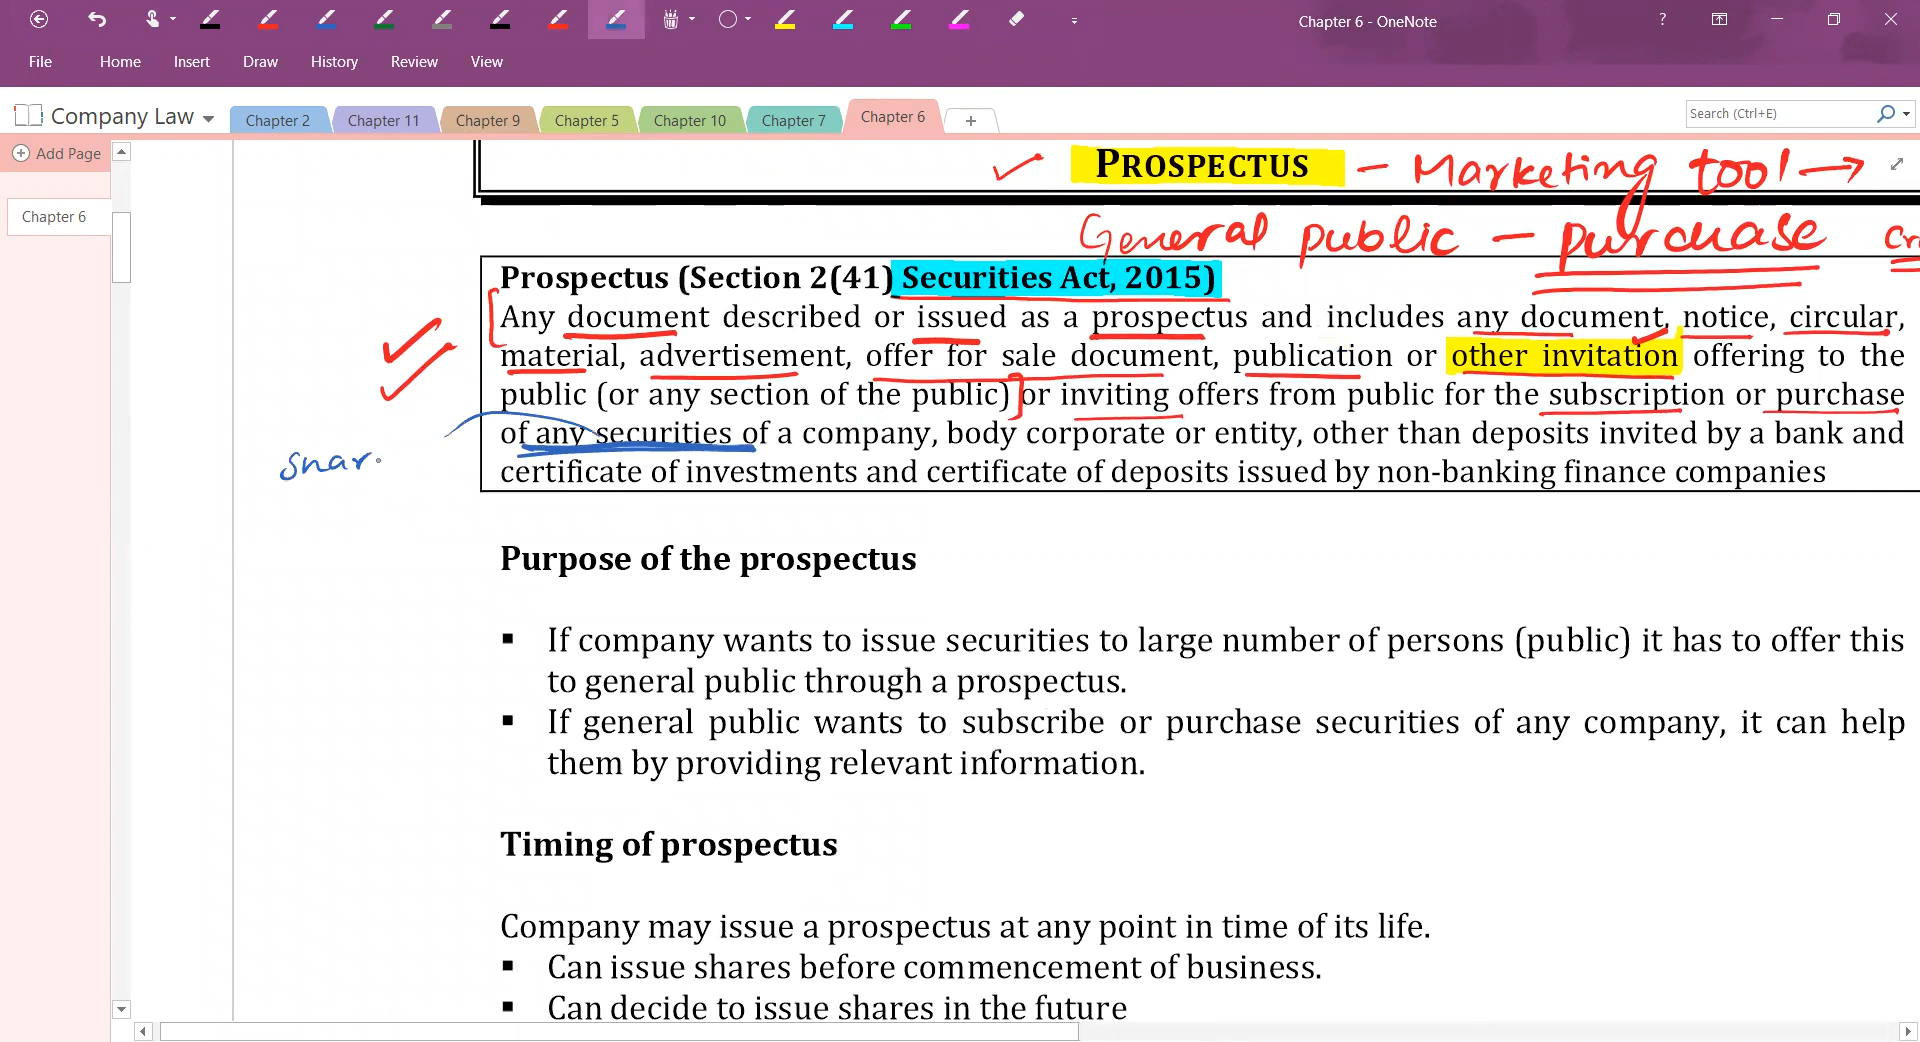 Chapter 6 - OneNote
?
File Home Insert Draw History Review View
Company Law Chapter 2 Chapter 11 Chapter 9 Chapter 5 Chapter 10 Chapter 7 Chapter 6 +
Search (Ctrl+E)
Add Page
Chapter 6
PROSPECTUS - Marketing tool →
General public - purchase
Prospectus (Section 2(41) Securities Act, 2015)
Any document described or issued as a prospectus and includes any document, notice, circular,
material, advertisement, offer for sale document, publication or other invitation offering to the
public (or any section of the public) or inviting offers from public for the subscription or purchase
of any securities of a company, body corporate or entity, other than deposits invited by a bank and
shar
certificate of investments and certificate of deposits issued by non-banking finance companies
Purpose of the prospectus
▪ If company wants to issue securities to large number of persons (public) it has to offer this
to general public through a prospectus.
▪ If general public wants to subscribe or purchase securities of any company, it can help
them by providing relevant information.
Timing of prospectus
Company may issue a prospectus at any point in time of its life.
▪ Can issue shares before commencement of business.
▪ Can decide to issue shares in the future